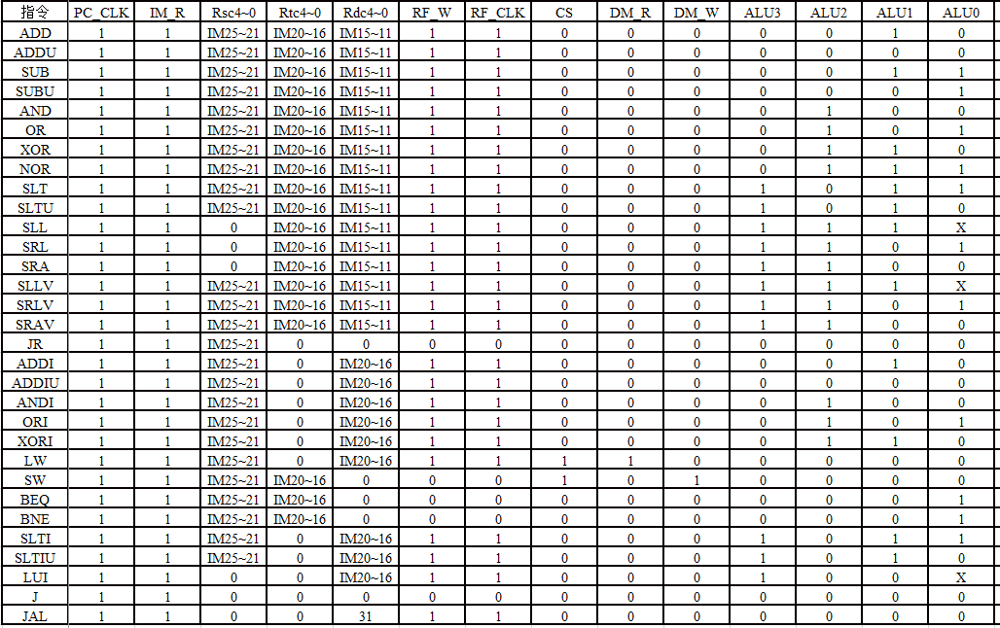 指令 PC_CLK IM_R Rsc4~0 Rtc4~0 Rdc4~0 RF_W RF_CLK CS DM_R DM_W ALU3 ALU2 ALU1 ALU0
ADD 1 1 IM25~21 IM20~16 IM15~11 1 1 0 0 0 0 0 1 0
ADDU 1 1 IM25~21 IM20~16 IM15~11 1 1 0 0 0 0 0 0 0
SUB 1 1 IM25~21 IM20~16 IM15~11 1 1 0 0 0 0 0 1 1
SUBU 1 1 IM25~21 IM20~16 IM15~11 1 1 0 0 0 0 0 0 1
AND 1 1 IM25~21 IM20~16 IM15~11 1 1 0 0 0 0 1 0 0
OR 1 1 IM25~21 IM20~16 IM15~11 1 1 0 0 0 0 1 0 1
XOR 1 1 IM25~21 IM20~16 IM15~11 1 1 0 0 0 0 1 1 0
NOR 1 1 IM25~21 IM20~16 IM15~11 1 1 0 0 0 0 1 1 1
SLT 1 1 IM25~21 IM20~16 IM15~11 1 1 0 0 0 1 0 1 1
SLTU 1 1 IM25~21 IM20~16 IM15~11 1 1 0 0 0 1 0 1 0
SLL 1 1 0 IM20~16 IM15~11 1 1 0 0 0 1 1 1 X
SRL 1 1 0 IM20~16 IM15~11 1 1 0 0 0 1 1 0 1
SRA 1 1 0 IM20~16 IM15~11 1 1 0 0 0 1 1 0 0
SLLV 1 1 IM25~21 IM20~16 IM15~11 1 1 0 0 0 1 1 1 X
SRLV 1 1 IM25~21 IM20~16 IM15~11 1 1 0 0 0 1 1 0 1
SRAV 1 1 IM25~21 IM20~16 IM15~11 1 1 0 0 0 1 1 0 0
JR 1 1 IM25~21 0 0 0 0 0 0 0 0 0 0 0
ADDI 1 1 IM25~21 0 IM20~16 1 1 0 0 0 0 0 1 0
ADDIU 1 1 IM25~21 0 IM20~16 1 1 0 0 0 0 0 0 0
ANDI 1 1 IM25~21 0 IM20~16 1 1 0 0 0 0 1 0 0
ORI 1 1 IM25~21 0 IM20~16 1 1 0 0 0 0 1 0 1
XORI 1 1 IM25~21 0 IM20~16 1 1 0 0 0 0 1 1 0
LW 1 1 IM25~21 0 IM20~16 1 1 1 1 0 0 0 0 0
SW 1 1 IM25~21 IM20~16 0 0 0 1 0 1 0 0 0 0
BEQ 1 1 IM25~21 IM20~16 0 0 0 0 0 0 0 0 0 1
BNE 1 1 IM25~21 IM20~16 0 0 0 0 0 0 0 0 0 1
SLTI 1 1 IM25~21 0 IM20~16 1 1 0 0 0 1 0 1 1
SLTIU 1 1 IM25~21 0 IM20~16 1 1 0 0 0 1 0 1 0
LUI 1 1 0 0 IM20~16 1 1 0 0 0 1 0 0 X
J 1 1 0 0 0 0 0 0 0 0 0 0 0 0
JAL 1 1 0 0 31 1 1 0 0 0 0 0 0 0